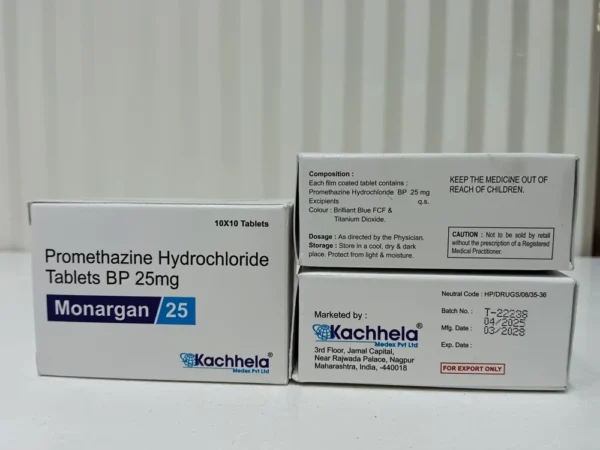 10X10 Tablets
Promethazine Hydrochloride
Tablets BP 25mg
Monargan 25
Kachhela®
Medex Pvt Ltd
Composition :
Each film coated tablet contains :
Promethazine Hydrochloride BP 25 mg
Excipients q.s.
Colour : Brilliant Blue FCF &
Titanium Dioxide.
Dosage : As directed by the Physician.
Storage : Store in a cool, dry & dark
place. Protect from light & moisture.
KEEP THE MEDICINE OUT OF
REACH OF CHILDREN.
CAUTION : Not to be sold by retail
without the prescription of a Registered
Medical Practitioner.
Marketed by :
Kachhela®
Medex Pvt Ltd
3rd Floor, Jamal Capital,
Near Rajwada Palace, Nagpur
Maharashtra, India, -440018
Neutral Code : HP/DRUGS/08/35-36
Batch No. : T-22238
Mfg. Date : 04/2025
03/2028
Exp. Date :
FOR EXPORT ONLY